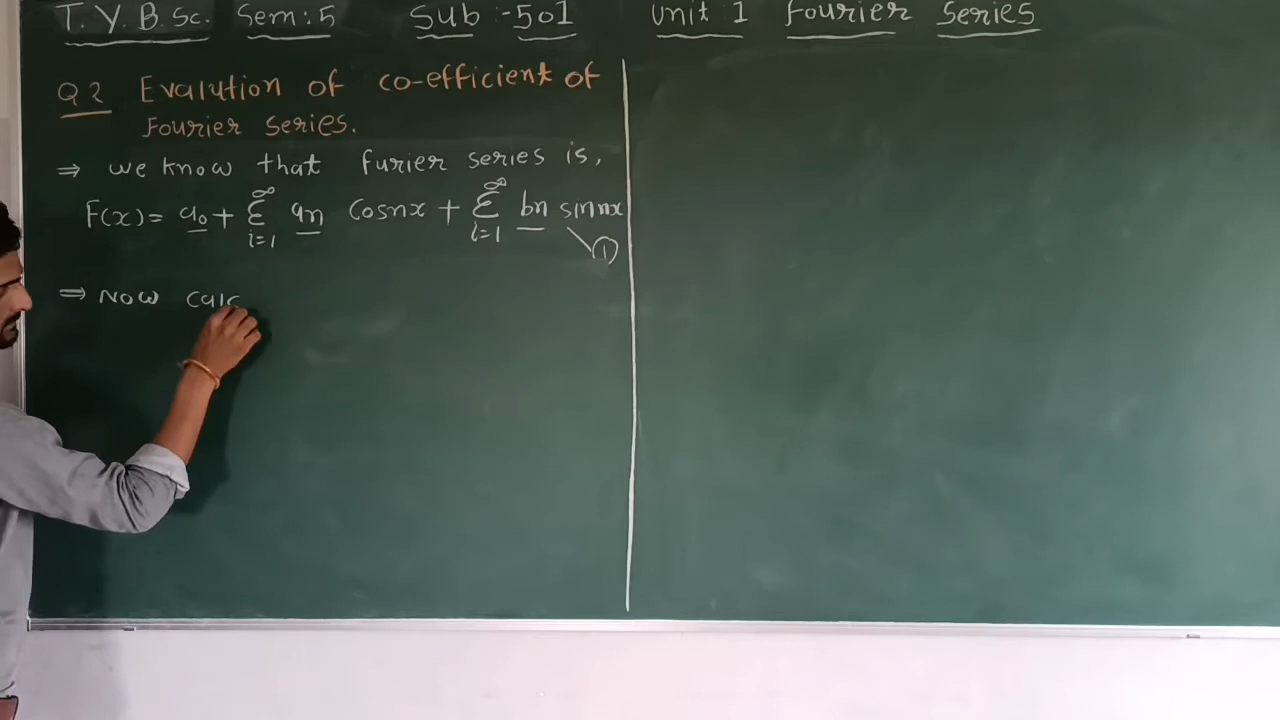 T.Y.B.Sc. Sem:5 Sub:-501 Unit 1 Fourier Series
Q 2 Evalution of co-efficient of
Fourier Series.
⇒ we know that furier series is,
F(x)= a₀+ Σ^∞_{i=1} an cosnx + Σ^∞_{i=1} bn sinnx
①
⇒ Now calc